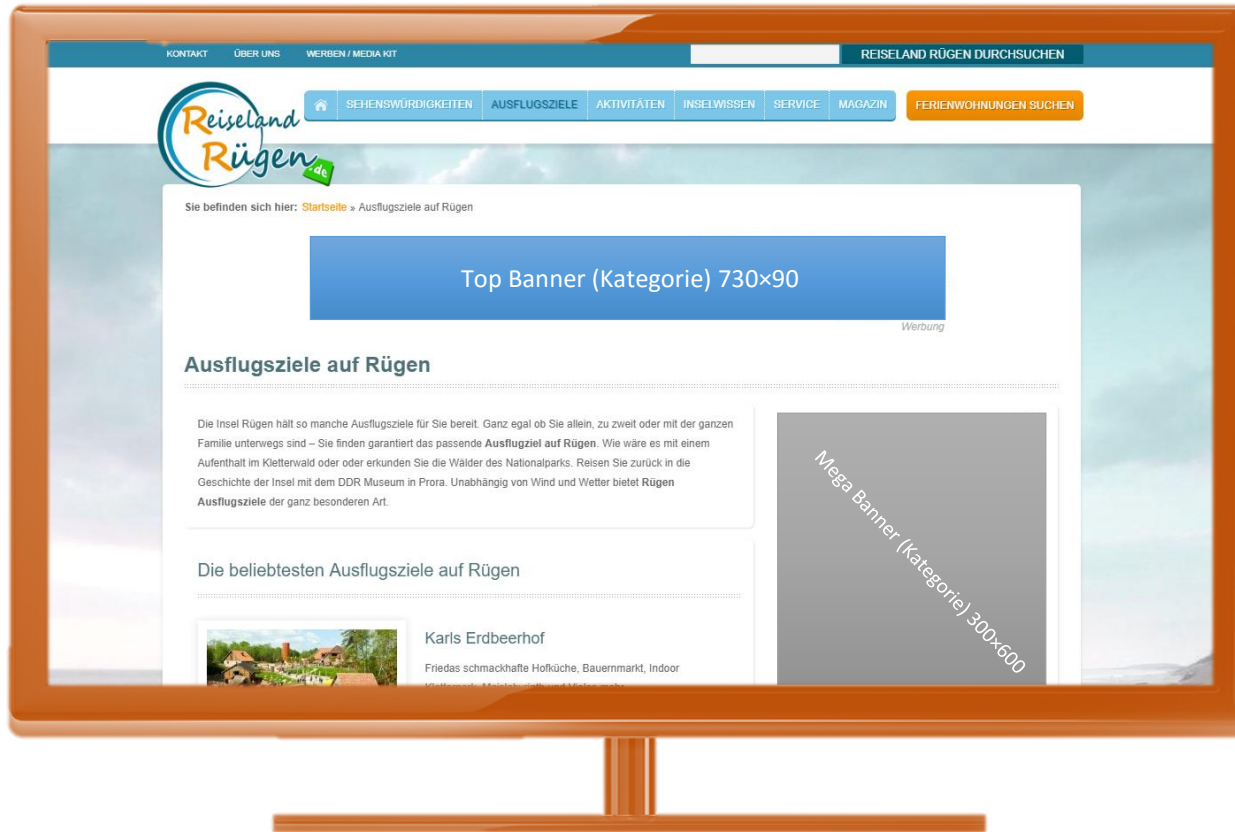 KONTAKT ÜBER UNS WERBEN / MEDIA KIT REISELAND RÜGEN DURCHSUCHEN
Reiseland
Rügen
.de
SEHENSWÜRDIGKEITEN AUSFLUGSZIELE AKTIVITÄTEN INSELWISSEN SERVICE MAGAZIN FERIENWOHNUNGEN SUCHEN
Sie befinden sich hier: Startseite » Ausflugsziele auf Rügen
Top Banner (Kategorie) 730×90
Werbung
Ausflugsziele auf Rügen
Die Insel Rügen hält so manche Ausflugsziele für Sie bereit. Ganz egal ob Sie allein, zu zweit oder mit der ganzen
Familie unterwegs sind – Sie finden garantiert das passende Ausflugziel auf Rügen. Wie wäre es mit einem
Aufenthalt im Kletterwald oder oder erkunden Sie die Wälder des Nationalparks. Reisen Sie zurück in die
Geschichte der Insel mit dem DDR Museum in Prora. Unabhängig von Wind und Wetter bietet Rügen
Ausflugsziele der ganz besonderen Art.
Mega Banner (Kategorie) 300×600
Die beliebtesten Ausflugsziele auf Rügen
Karls Erdbeerhof
Friedas schmackhafte Hofküche, Bauernmarkt, Indoor